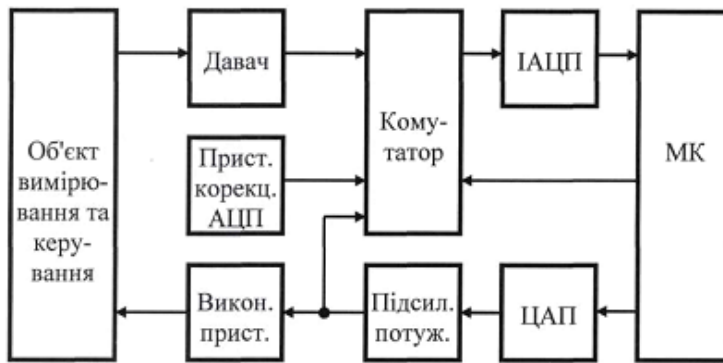 Об'єкт
вимірю-
вання та
керу-
вання
Давач
Прист.
корекц.
АЦП
Викон.
прист.
Кому-
татор
Підсил.
потуж.
ІАЦП
ЦАП
МК